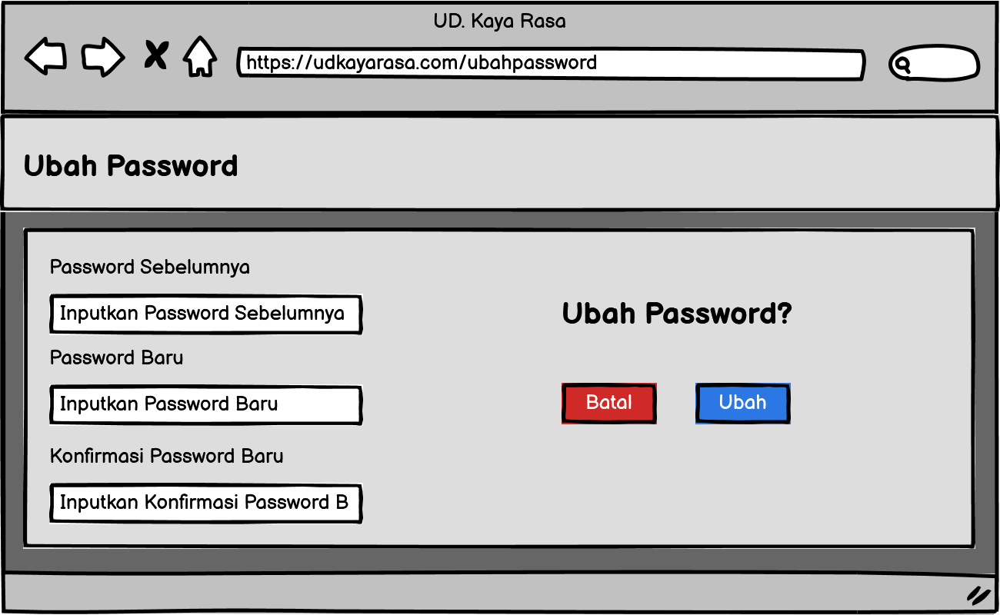 UD. Kaya Rasa
https://udkayarasa.com/ubahpassword
Ubah Password
Password Sebelumnya
Inputkan Password Sebelumnya
Password Baru
Inputkan Password Baru
Konfirmasi Password Baru
Inputkan Konfirmasi Password B
Ubah Password?
Batal
Ubah